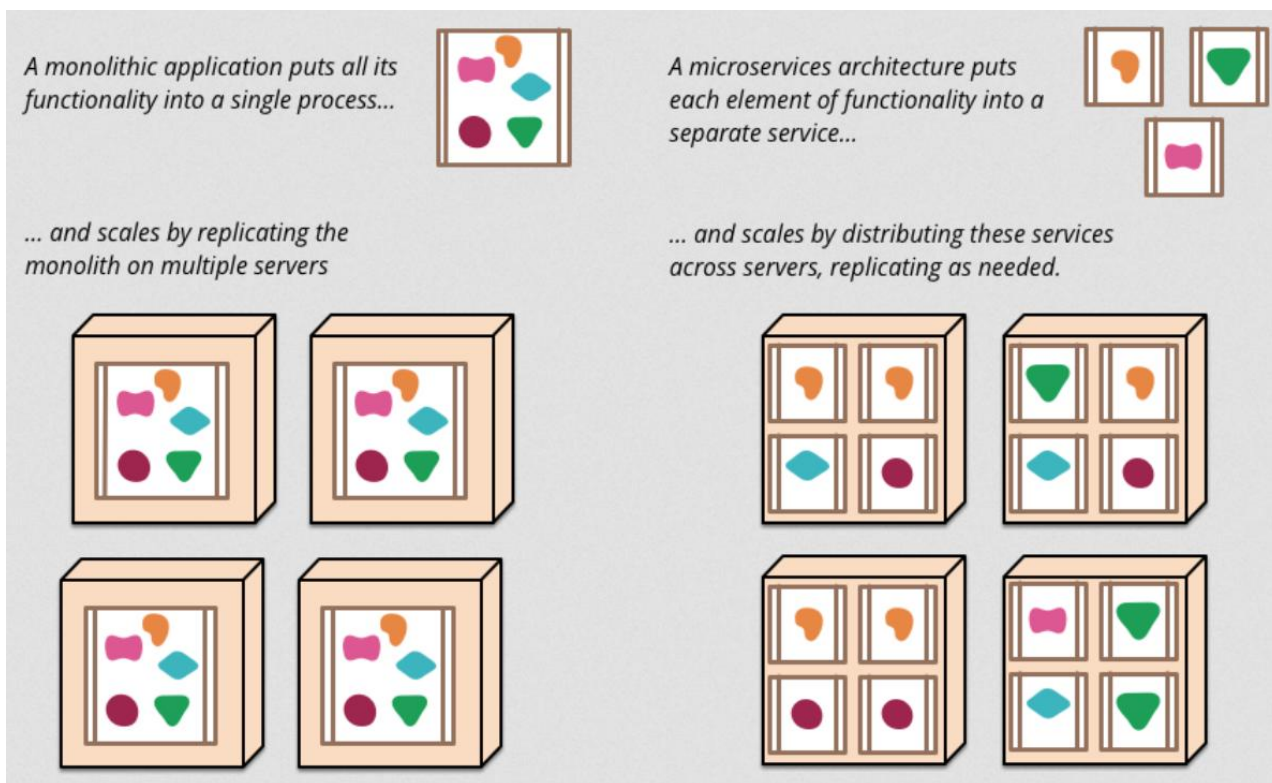 A monolithic application puts all its
functionality into a single process...
... and scales by replicating the
monolith on multiple servers
A microservices architecture puts
each element of functionality into a
separate service...
... and scales by distributing these services
across servers, replicating as needed.